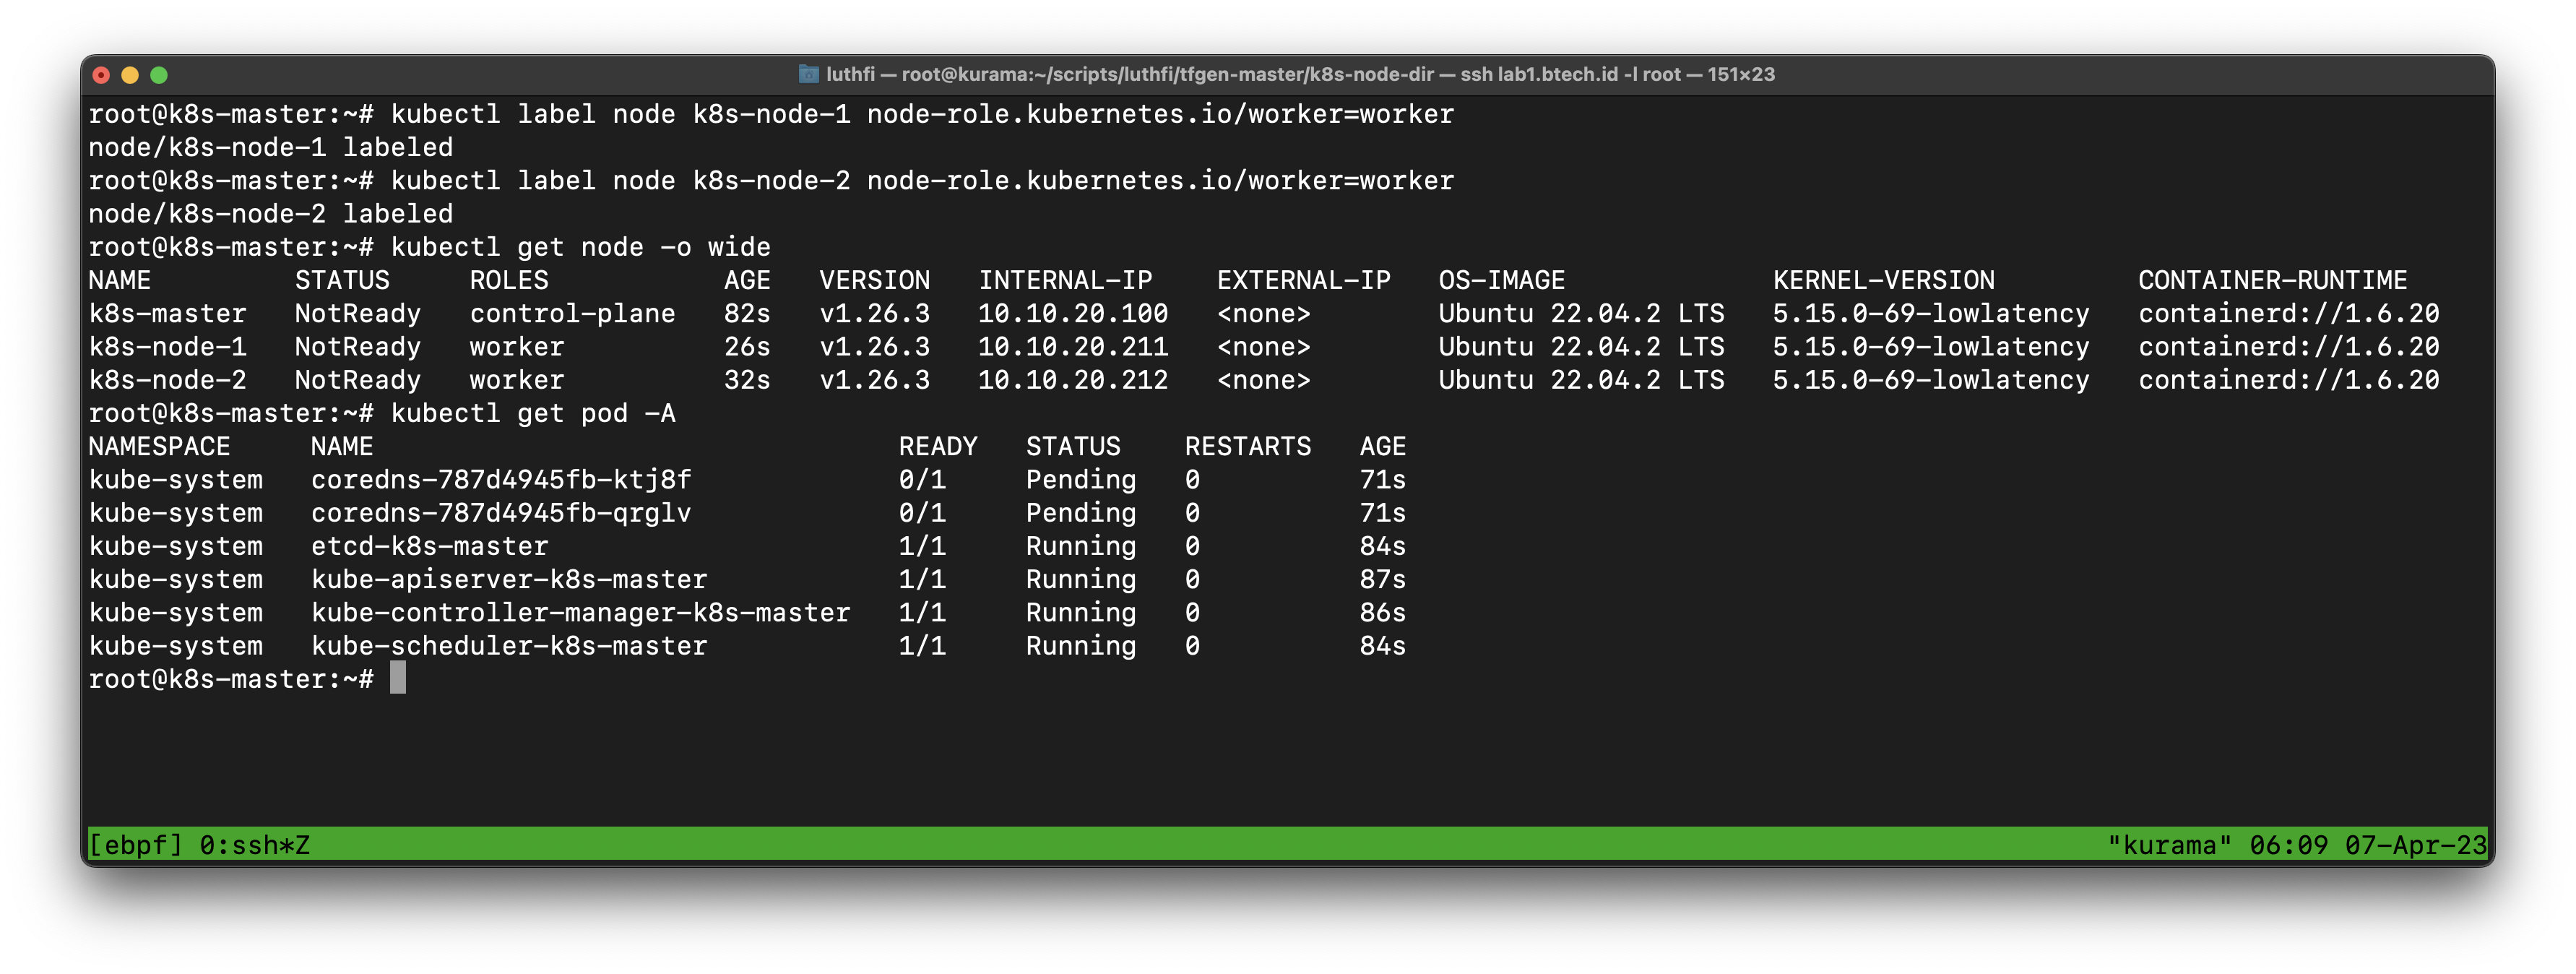 luthfi — root@kurama:~/scripts/luthfi/tfgen-master/k8s-node-dir — ssh lab1.btech.id -l root — 151×23
root@k8s-master:~# kubectl label node k8s-node-1 node-role.kubernetes.io/worker=worker
node/k8s-node-1 labeled
root@k8s-master:~# kubectl label node k8s-node-2 node-role.kubernetes.io/worker=worker
node/k8s-node-2 labeled
root@k8s-master:~# kubectl get node -o wide
NAME         STATUS     ROLES           AGE   VERSION   INTERNAL-IP    EXTERNAL-IP   OS-IMAGE             KERNEL-VERSION         CONTAINER-RUNTIME
k8s-master   NotReady   control-plane   82s   v1.26.3   10.10.20.100   <none>        Ubuntu 22.04.2 LTS   5.15.0-69-lowlatency   containerd://1.6.20
k8s-node-1   NotReady   worker          26s   v1.26.3   10.10.20.211   <none>        Ubuntu 22.04.2 LTS   5.15.0-69-lowlatency   containerd://1.6.20
k8s-node-2   NotReady   worker          32s   v1.26.3   10.10.20.212   <none>        Ubuntu 22.04.2 LTS   5.15.0-69-lowlatency   containerd://1.6.20
root@k8s-master:~# kubectl get pod -A
NAMESPACE     NAME                                 READY   STATUS    RESTARTS   AGE
kube-system   coredns-787d4945fb-ktj8f             0/1     Pending   0          71s
kube-system   coredns-787d4945fb-qrglv             0/1     Pending   0          71s
kube-system   etcd-k8s-master                      1/1     Running   0          84s
kube-system   kube-apiserver-k8s-master            1/1     Running   0          87s
kube-system   kube-controller-manager-k8s-master   1/1     Running   0          86s
kube-system   kube-scheduler-k8s-master            1/1     Running   0          84s
root@k8s-master:~#
[ebpf] 0:ssh*Z "kurama" 06:09 07-Apr-23